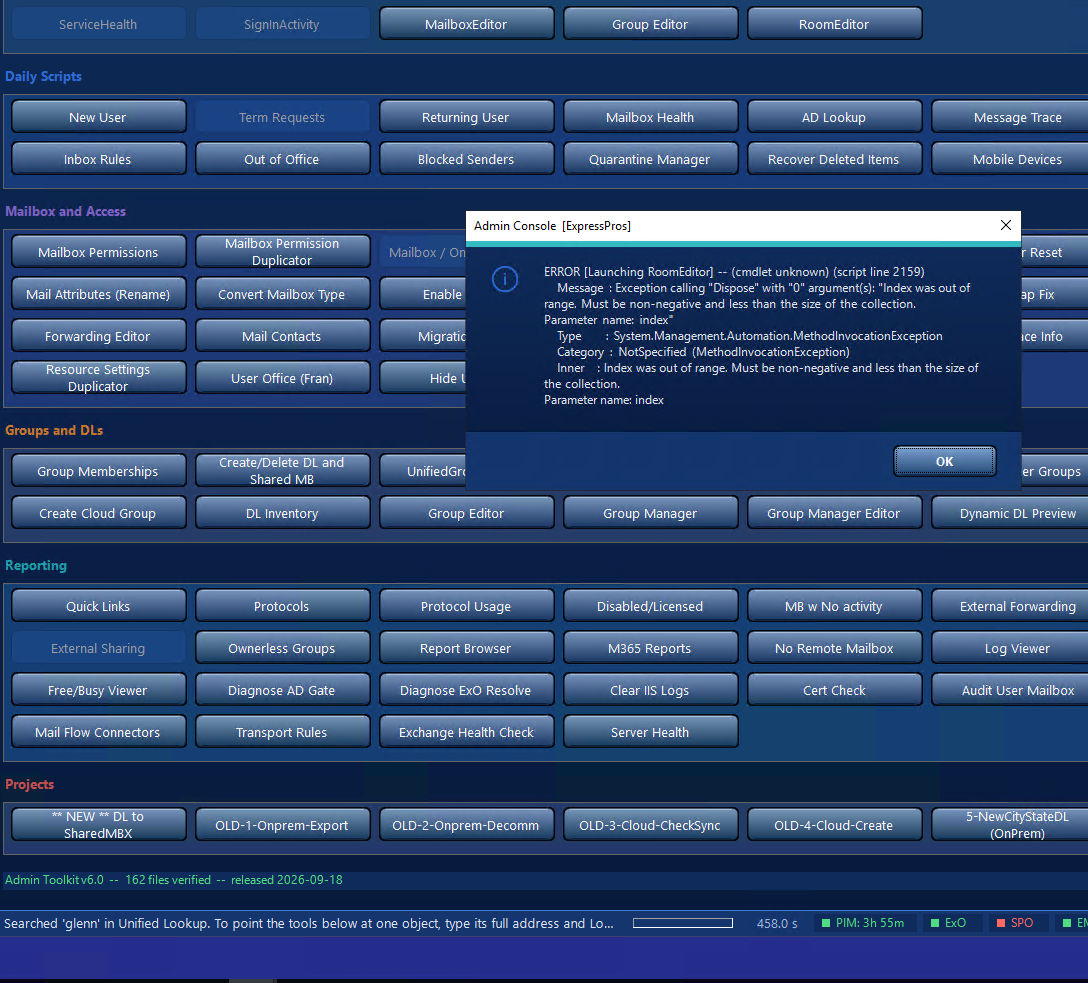 ServiceHealth
SignInActivity
MailboxEditor
Group Editor
RoomEditor
Daily Scripts
New User
Term Requests
Returning User
Mailbox Health
AD Lookup
Message Trace
Inbox Rules
Out of Office
Blocked Senders
Quarantine Manager
Recover Deleted Items
Mobile Devices
Mailbox and Access
Mailbox Permissions
Mailbox Permission
Duplicator
Mailbox / On
r Reset
Mail Attributes (Rename)
Convert Mailbox Type
Enable
ap Fix
Forwarding Editor
Mail Contacts
Migratio
ce Info
Resource Settings
Duplicator
User Office (Fran)
Hide U
Admin Console [ExpressPros]
ERROR [Launching RoomEditor] -- (cmdlet unknown) (script line 2159)
Message : Exception calling "Dispose" with "0" argument(s): "Index was out of
range. Must be non-negative and less than the size of the collection.
Parameter name: index"
Type : System.Management.Automation.MethodInvocationException
Category : NotSpecified (MethodInvocationException)
Inner : Index was out of range. Must be non-negative and less than the size of
the collection.
Parameter name: index
OK
Groups and DLs
Group Memberships
Create/Delete DL and
Shared MB
UnifiedGro
er Groups
Create Cloud Group
DL Inventory
Group Editor
Group Manager
Group Manager Editor
Dynamic DL Preview
Reporting
Quick Links
Protocols
Protocol Usage
Disabled/Licensed
MB w No activity
External Forwarding
External Sharing
Ownerless Groups
Report Browser
M365 Reports
No Remote Mailbox
Log Viewer
Free/Busy Viewer
Diagnose AD Gate
Diagnose ExO Resolve
Clear IIS Logs
Cert Check
Audit User Mailbox
Mail Flow Connectors
Transport Rules
Exchange Health Check
Server Health
Projects
** NEW ** DL to
SharedMBX
OLD-1-Onprem-Export
OLD-2-Onprem-Decomm
OLD-3-Cloud-CheckSync
OLD-4-Cloud-Create
5-NewCityStateDL
(OnPrem)
Admin Toolkit v6.0 -- 162 files verified -- released 2026-09-18
Searched 'glenn' in Unified Lookup. To point the tools below at one object, type its full address and Lo...
458.0 s
PIM: 3h 55m
ExO
SPO